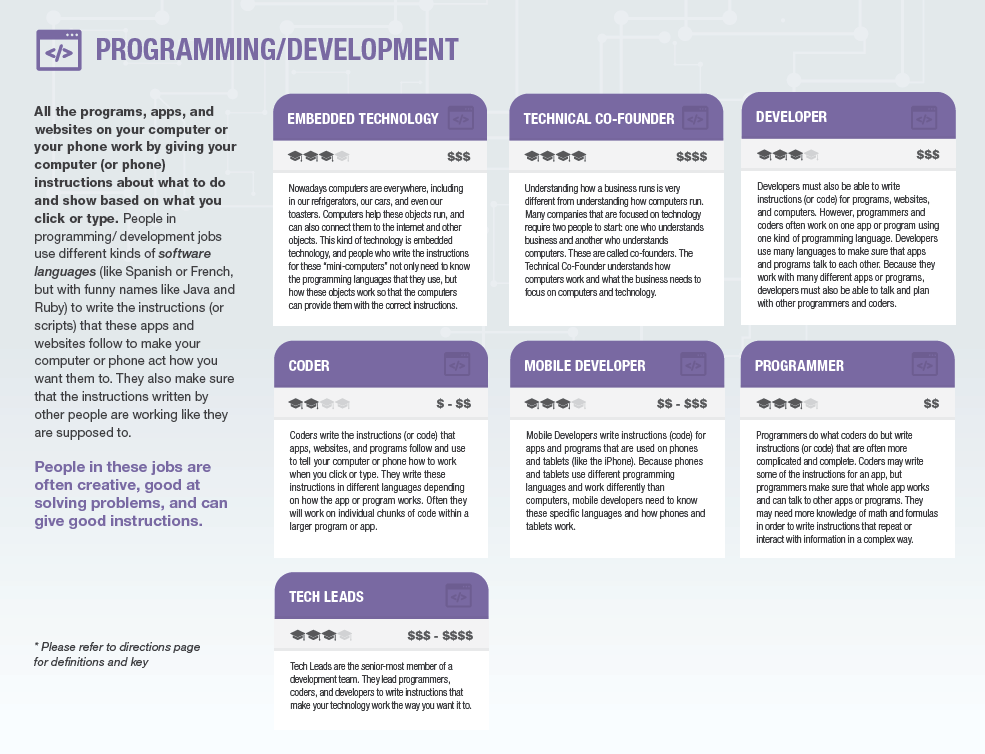 </>
PROGRAMMING/DEVELOPMENT
All the programs, apps, and
websites on your computer or
your phone work by giving your
computer (or phone)
instructions about what to do
and show based on what you
click or type. People in
programming/ development jobs
use different kinds of software
languages (like Spanish or French,
but with funny names like Java and
Ruby) to write the instructions (or
scripts) that these apps and
websites follow to make your
computer or phone act how you
want them to. They also make sure
that the instructions written by
other people are working like they
are supposed to.
People in these jobs are
often creative, good at
solving problems, and can
give good instructions.
* Please refer to directions page
for definitions and key
EMBEDDED TECHNOLOGY
</>
$$$
Nowadays computers are everywhere, including
in our refrigerators, our cars, and even our
toasters. Computers help these objects run, and
can also connect them to the internet and other
objects. This kind of technology is embedded
technology, and people who write the instructions
for these "mini-computers" not only need to know
the programming languages that they use, but
how these objects work so that the computers
can provide them with the correct instructions.
TECHNICAL CO-FOUNDER
</>
$$$$
Understanding how a business runs is very
different from understanding how computers run.
Many companies that are focused on technology
require two people to start: one who understands
business and another who understands
computers. These are called co-founders. The
Technical Co-Founder understands how
computers work and what the business needs to
focus on computers and technology.
DEVELOPER
</>
$$$
Developers must also be able to write
instructions (or code) for programs, websites,
and computers. However, programmers and
coders often work on one app or program using
one kind of programming language. Developers
use many languages to make sure that apps
and programs talk to each other. Because they
work with many different apps or programs,
developers must also be able to talk and plan
with other programmers and coders.
CODER
</>
$ - $$
Coders write the instructions (or code) that
apps, websites, and programs follow and use
to tell your computer or phone how to work
when you click or type. They write these
instructions in different languages depending
on how the app or program works. Often they
will work on individual chunks of code within a
larger program or app.
MOBILE DEVELOPER
</>
$$ - $$$
Mobile Developers write instructions (code) for
apps and programs that are used on phones
and tablets (like the iPhone). Because phones
and tablets use different programming
languages and work differently than
computers, mobile developers need to know
these specific languages and how phones and
tablets work.
PROGRAMMER
</>
$$
Programmers do what coders do but write
instructions (or code) that are often more
complicated and complete. Coders may write
some of the instructions for an app, but
programmers make sure that whole app works
and can talk to other apps or programs. They
may need more knowledge of math and formulas
in order to write instructions that repeat or
interact with information in a complex way.
TECH LEADS
</>
$$$ - $$$$
Tech Leads are the senior-most member of a
development team. They lead programmers,
coders, and developers to write instructions that
make your technology work the way you want it to.